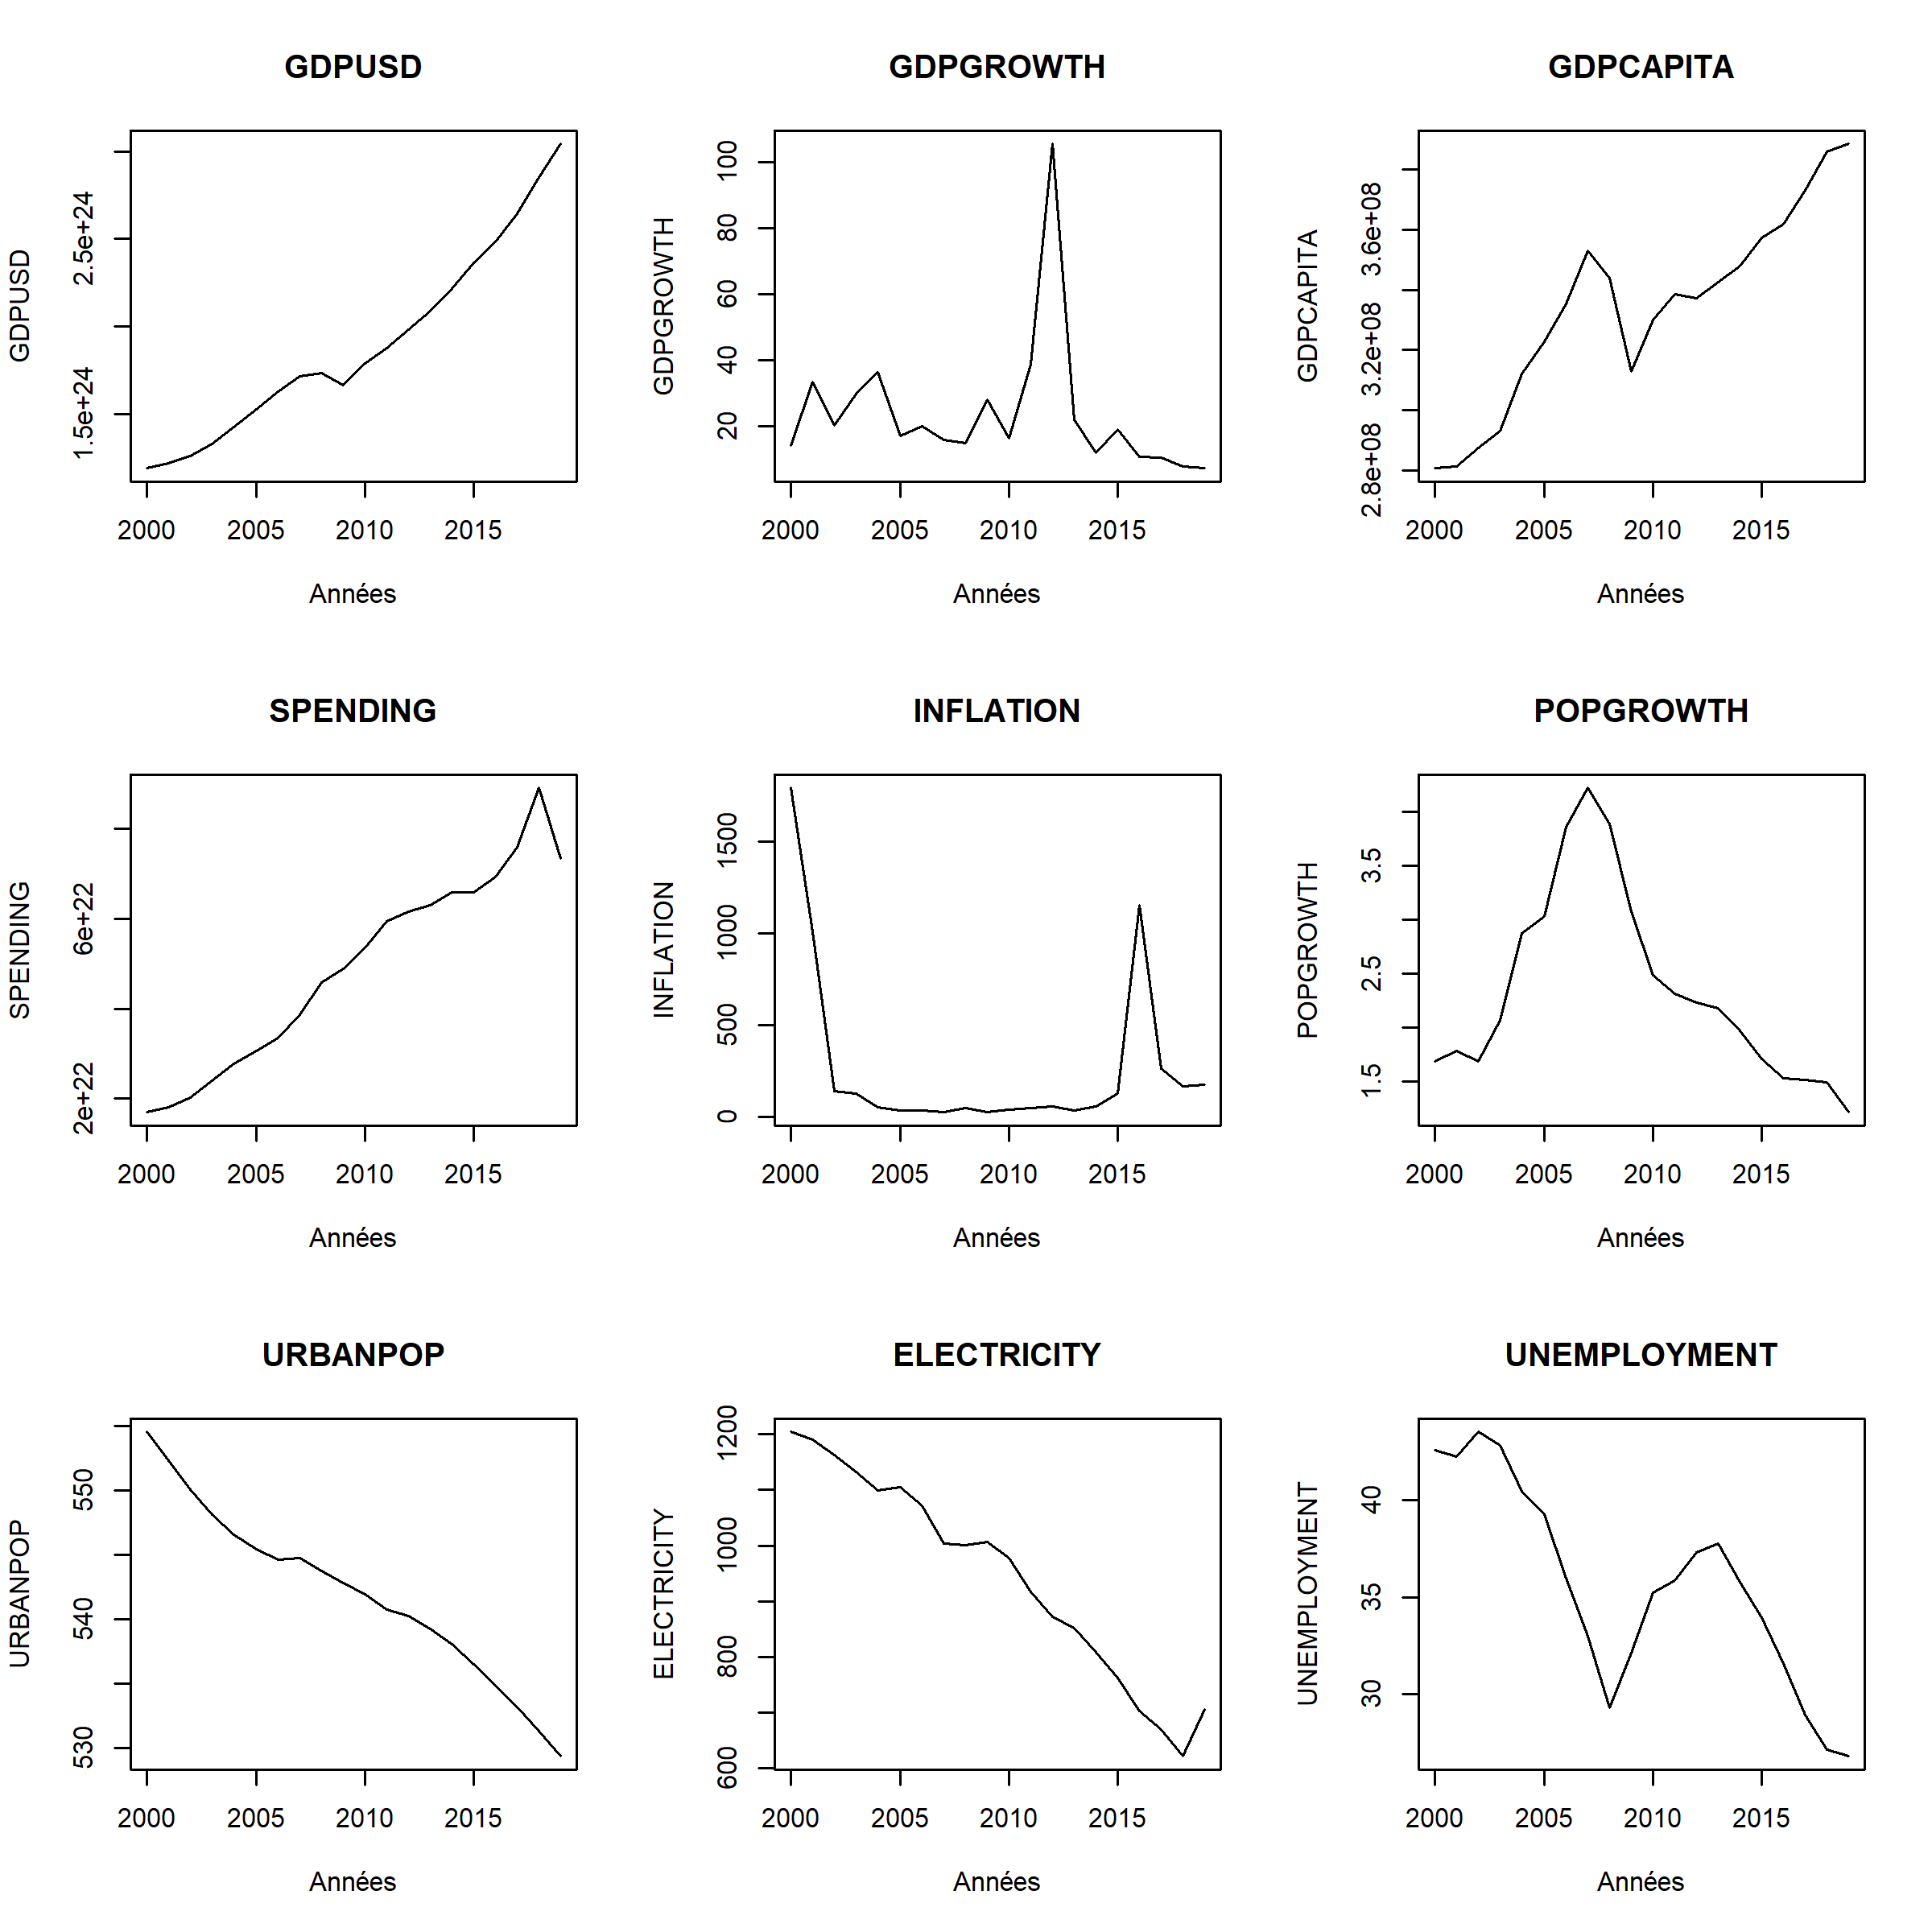 GDPUSD
GDPUSD
1.5e+24 2.5e+24
2000 2005 2010 2015
Années
GDPGROWTH
GDPGROWTH
20 40 60 80 100
2000 2005 2010 2015
Années
GDPCAPITA
GDPCAPITA
2.8e+08 3.2e+08 3.6e+08
2000 2005 2010 2015
Années
SPENDING
SPENDING
2e+22 6e+22
2000 2005 2010 2015
Années
INFLATION
INFLATION
0 500 1000 1500
2000 2005 2010 2015
Années
POPGROWTH
POPGROWTH
1.5 2.5 3.5
2000 2005 2010 2015
Années
URBANPOP
URBANPOP
530 540 550
2000 2005 2010 2015
Années
ELECTRICITY
ELECTRICITY
600 800 1000 1200
2000 2005 2010 2015
Années
UNEMPLOYMENT
UNEMPLOYMENT
30 35 40
2000 2005 2010 2015
Années